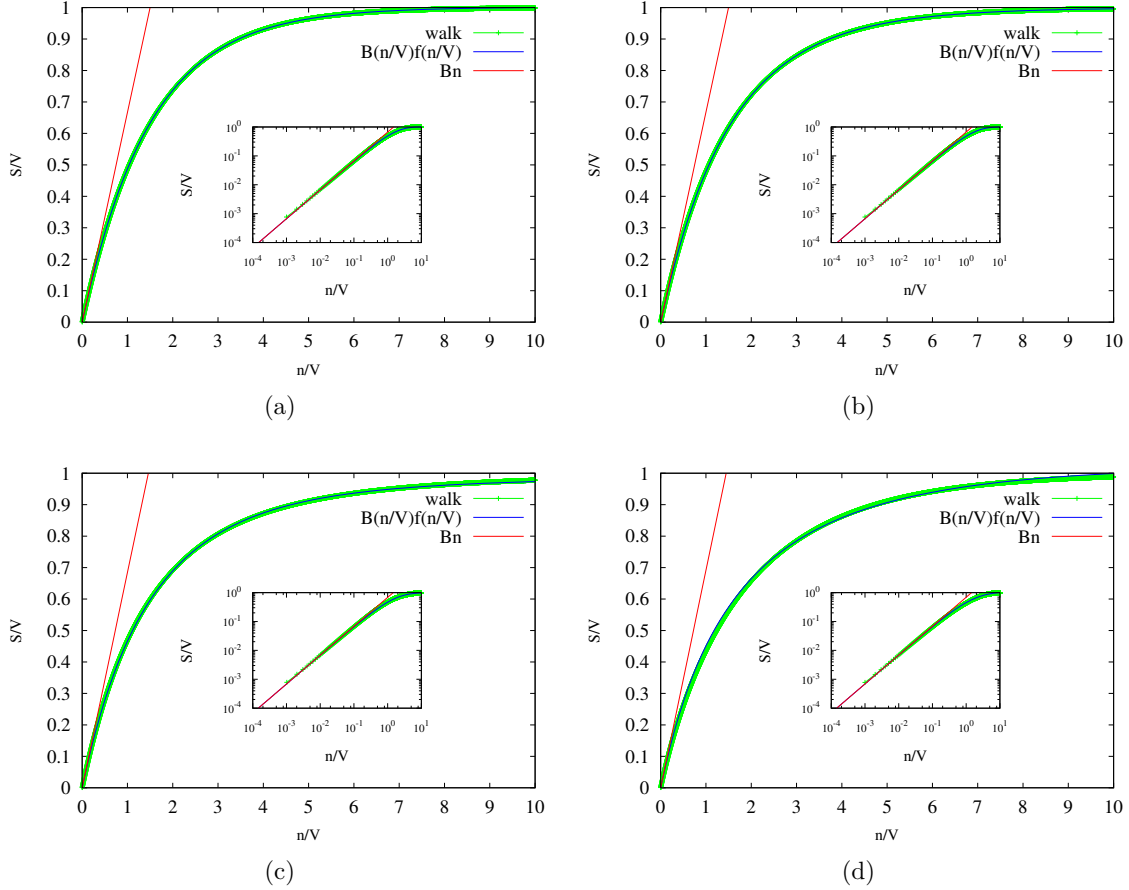 1
0.9
0.8
0.7
0.6
0.5
0.4
0.3
0.2
0.1
0
S/V
walk
B(n/V)f(n/V)
Bn
10^0
10^-1
10^-2
10^-3
10^-4
S/V
10^-4 10^-3 10^-2 10^-1 10^0 10^1
n/V
0 1 2 3 4 5 6 7 8 9 10
n/V
(a)
1
0.9
0.8
0.7
0.6
0.5
0.4
0.3
0.2
0.1
0
S/V
walk
B(n/V)f(n/V)
Bn
10^0
10^-1
10^-2
10^-3
10^-4
S/V
10^-4 10^-3 10^-2 10^-1 10^0 10^1
n/V
0 1 2 3 4 5 6 7 8 9 10
n/V
(b)
1
0.9
0.8
0.7
0.6
0.5
0.4
0.3
0.2
0.1
0
S/V
walk
B(n/V)f(n/V)
Bn
10^0
10^-1
10^-2
10^-3
10^-4
S/V
10^-4 10^-3 10^-2 10^-1 10^0 10^1
n/V
0 1 2 3 4 5 6 7 8 9 10
n/V
(c)
1
0.9
0.8
0.7
0.6
0.5
0.4
0.3
0.2
0.1
0
S/V
walk
B(n/V)f(n/V)
Bn
10^0
10^-1
10^-2
10^-3
10^-4
S/V
10^-4 10^-3 10^-2 10^-1 10^0 10^1
n/V
0 1 2 3 4 5 6 7 8 9 10
n/V
(d)